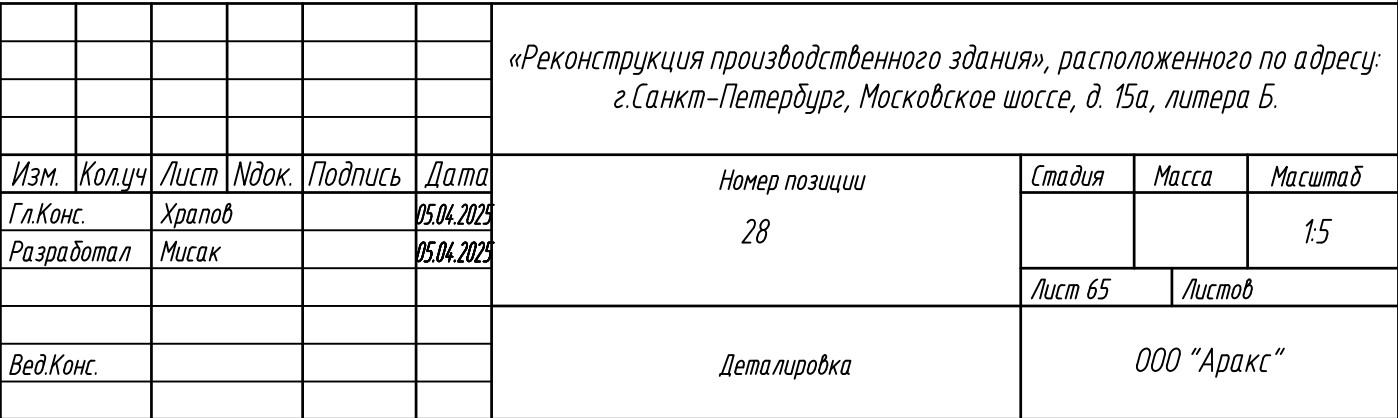 «Реконструкция производственного здания», расположенного по адресу:
г.Санкт-Петербург, Московское шоссе, д. 15а, литера Б.
Изм. Кол.уч Лист Nдок. Подпись Дата
Гл.Конс. Храпов 05.04.2025
Разработал Мисак 05.04.2025
Вед.Конс.
Номер позиции
28
Стадия Масса Масштаб
1:5
Лист 65 Листов
Деталировка
ООО "Аракс"